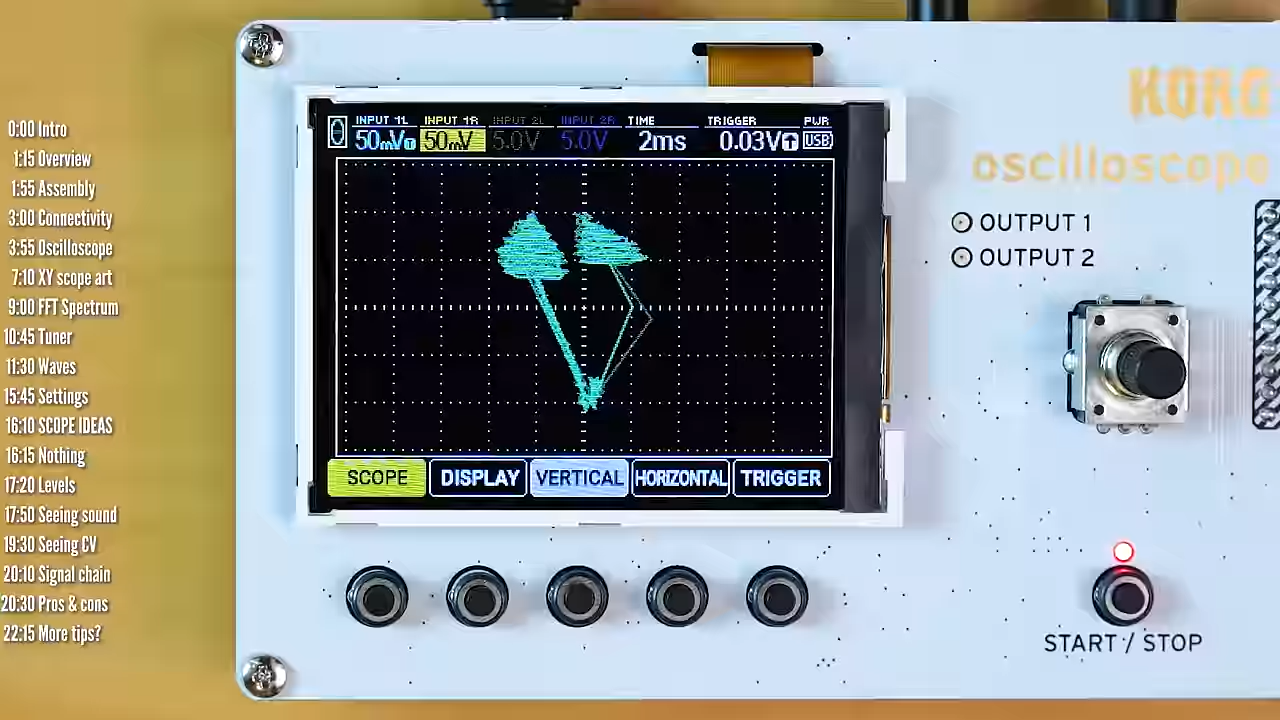 0:00 Intro
1:15 Overview
1:55 Assembly
3:00 Connectivity
3:55 Oscilloscope
7:10 XY scope art
9:00 FFT Spectrum
10:45 Tuner
11:30 Waves
15:45 Settings
16:10 SCOPE IDEAS
16:15 Nothing
17:20 Levels
17:50 Seeing sound
19:30 Seeing CV
20:10 Signal chain
20:30 Pros & cons
22:15 More tips?
INPUT 1L INPUT 1R INPUT 2L INPUT 2R TIME TRIGGER PWR
50mV 50mV 5.0V 5.0V 2ms 0.03V USB
SCOPE DISPLAY VERTICAL HORIZONTAL TRIGGER
KORG
oscilloscope
OUTPUT 1
OUTPUT 2
START / STOP